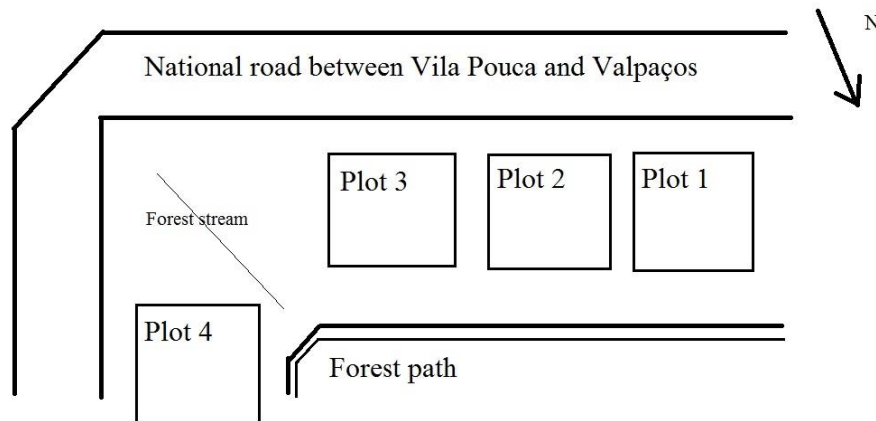 N
National road between Vila Pouca and Valpaços
Plot 3
Plot 2
Plot 1
Forest stream
Plot 4
Forest path